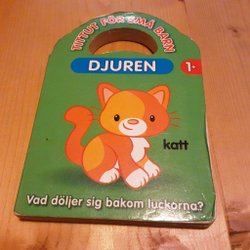 TITTUT FÖR SMÅ BARN
DJUREN
1+
katt
Vad döljer sig bakom luckorna?